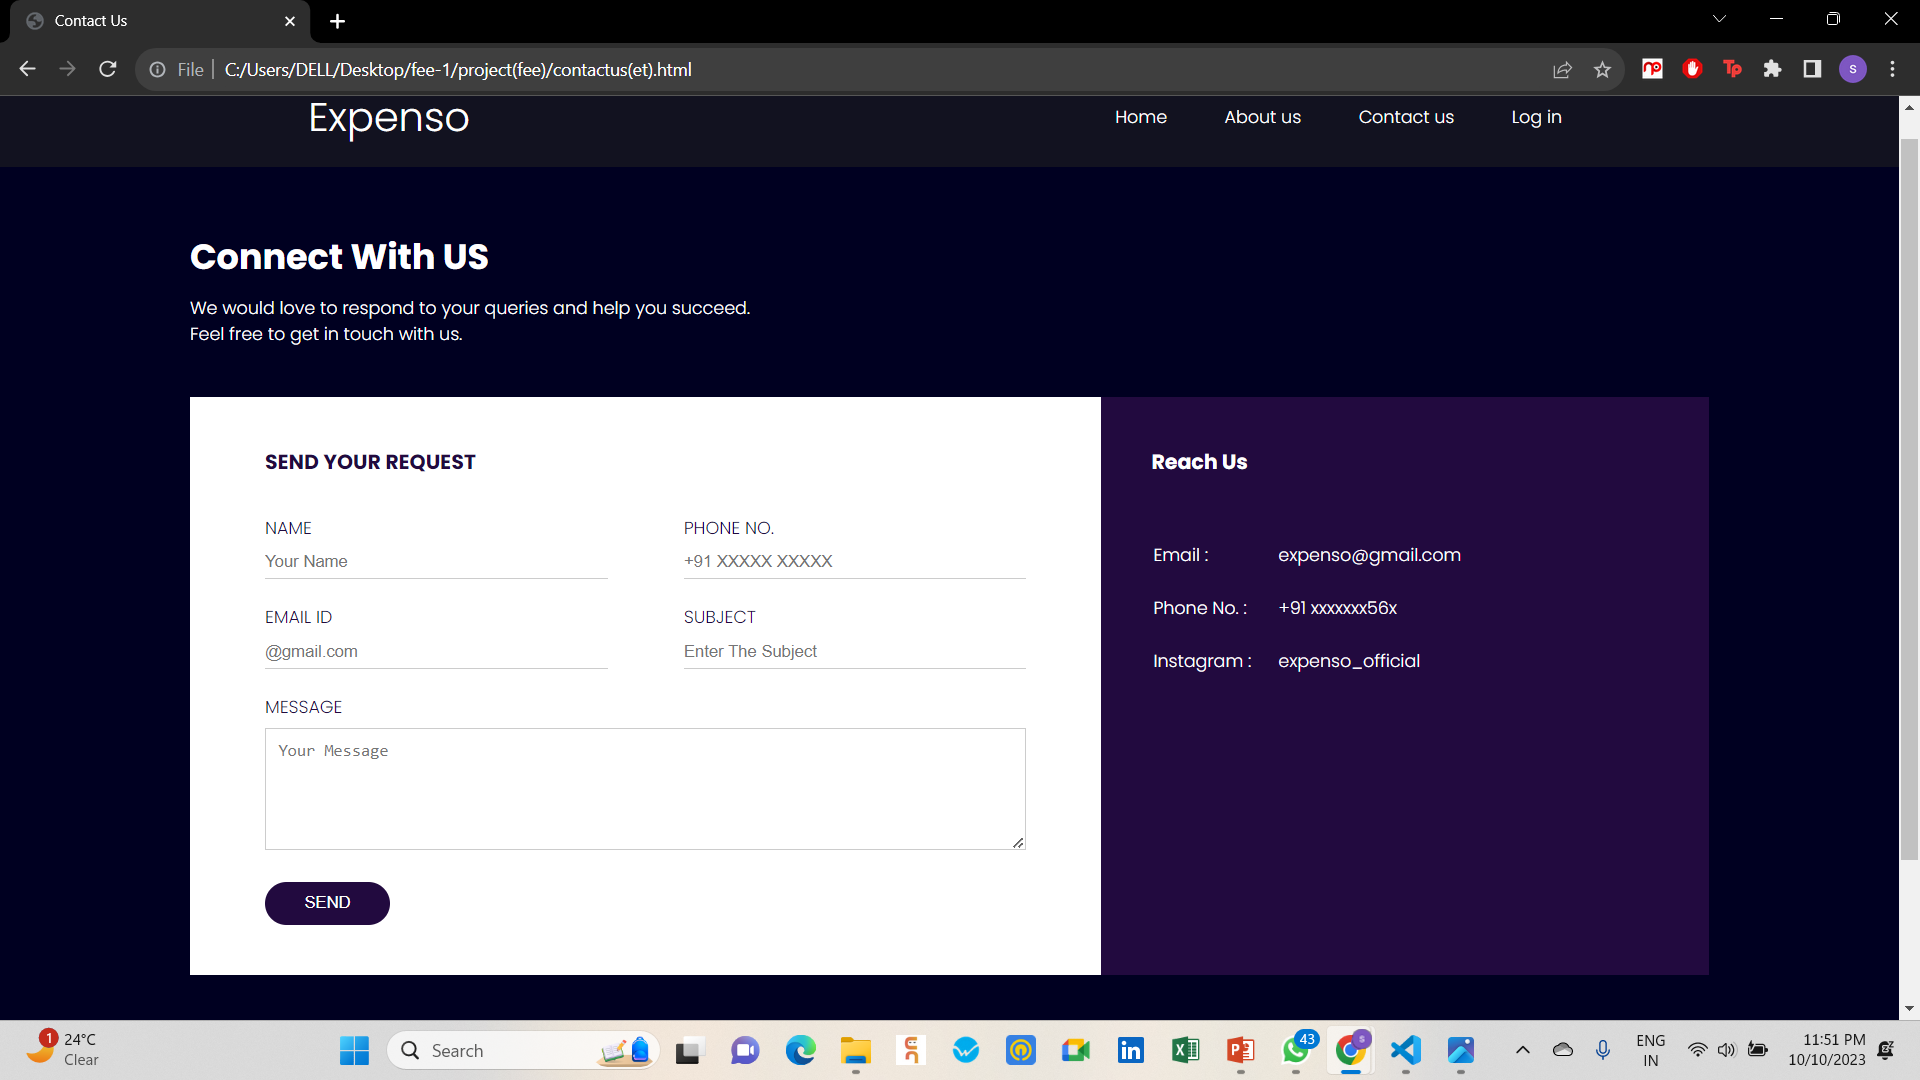 Contact Us
File
C:/Users/DELL/Desktop/fee-1/project(fee)/contactus(et).html
s
Expenso
Home
About us
Contact us
Log in
Connect With US
We would love to respond to your queries and help you succeed.
Feel free to get in touch with us.
SEND YOUR REQUEST
NAME
PHONE NO.
Your Name
+91 XXXXX XXXXX
EMAIL ID
SUBJECT
@gmail.com
Enter The Subject
MESSAGE
Your Message
SEND
Reach Us
Email : expenso@gmail.com
Phone No. : +91 xxxxxxx56x
Instagram : expenso_official
1
24°C
Clear
Search
43
ENG
IN
11:51 PM
10/10/2023